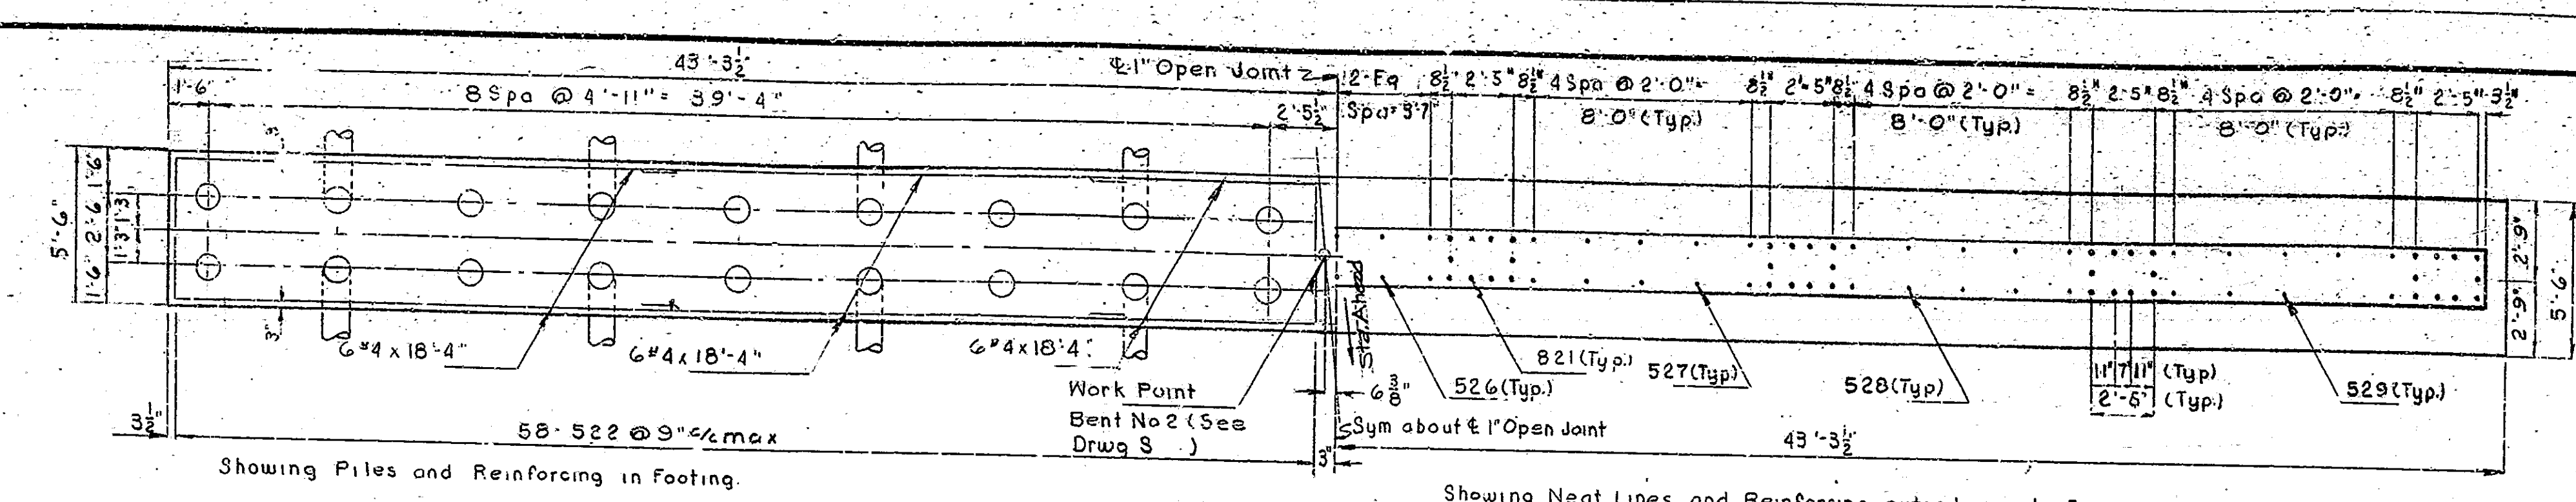 43'-3½"
℄ 1" Open Joint
2-Eq
8½"
2'-5"
8½"
4 Spa @ 2'-0"=
8½"
2'-5"
8½"
4 Spa @ 2'-0" =
8½"
2'-5"
8½"
4 Spa @ 2'-0"=
8½"
2'-5"
3½"
1'-6"
8 Spa @ 4'-11" = 39'-4"
2'-5½"
Spa=3'7
8'-0" (Typ.)
8'-0" (Typ.)
8'-0" (Typ.)
3"
5'-6"
1'-6" 2'-6 1'-6"
1'-3" 1'-3"
2'-9" 2'-9"
5'-6"
Sta. Ahead
3"
6#4 x 18'-4"
6#4 x 18'-4"
6#4 x 18'-4"
Work Point
Bent No 2 (See
Drwg S )
6⅜"
526 (Typ.)
821 (Typ.)
527 (Typ.)
528 (Typ)
11" 7" 11" (Typ)
2'-5" (Typ.)
529 (Typ.)
3½"
58-522 @ 9" c/c max
Sym about ℄ 1" Open Joint
43'-3½"
3"
Showing Piles and Reinforcing in Footing.
Showing Neat Lines and Reinforcing